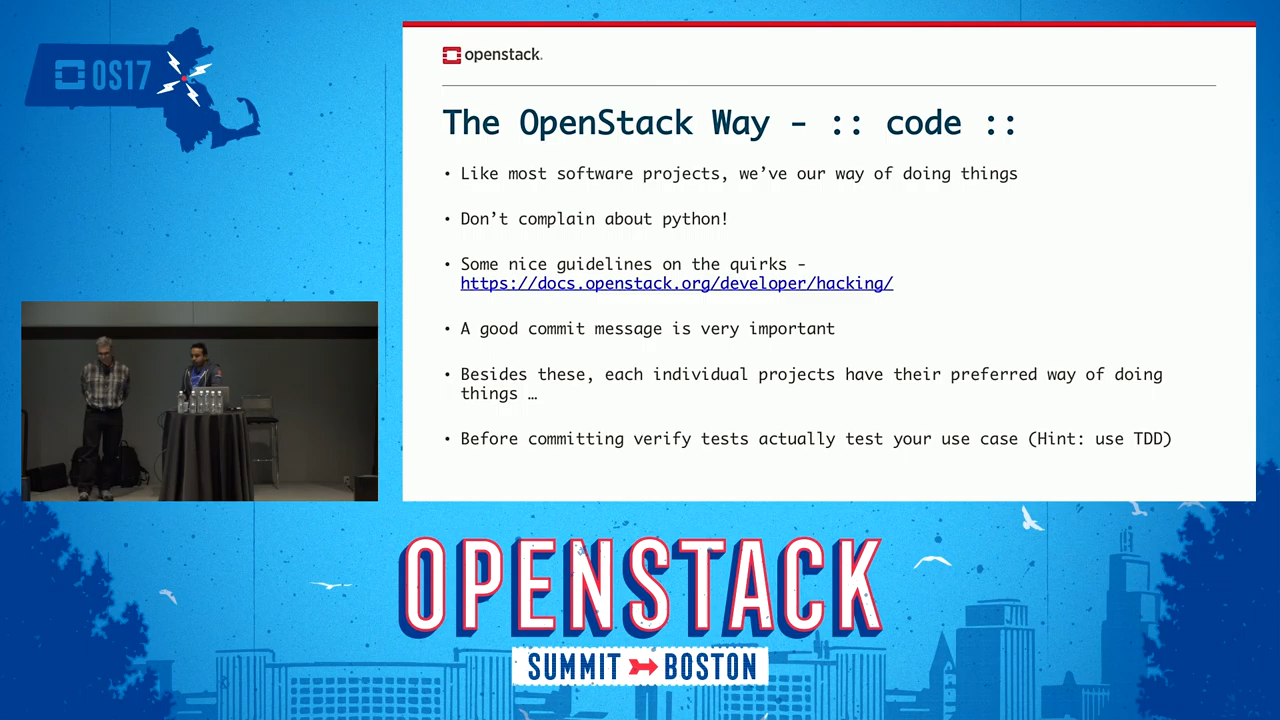 OS17
openstack.
The OpenStack Way - :: code ::
• Like most software projects, we’ve our way of doing things
• Don’t complain about python!
• Some nice guidelines on the quirks -
https://docs.openstack.org/developer/hacking/
• A good commit message is very important
• Besides these, each individual projects have their preferred way of doing
things …
• Before committing verify tests actually test your use case (Hint: use TDD)
OPENSTACK
SUMMIT BOSTON